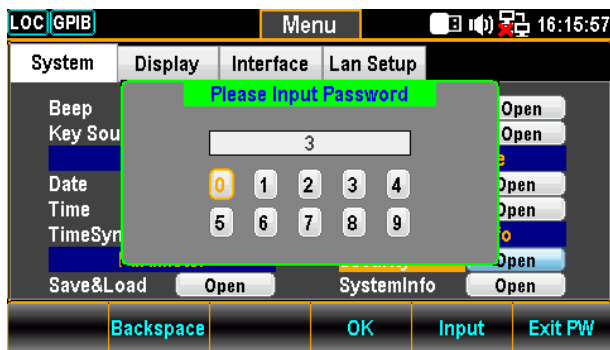 LOC GPIB Menu 16:15:57
System Display Interface Lan Setup
Please Input Password
Beep Open
Key Sou Open
3
Date Open
0 1 2 3 4
Time Open
5 6 7 8 9
TimeSyn
Security Open
Save&Load Open SystemInfo Open
Backspace OK Input Exit PW